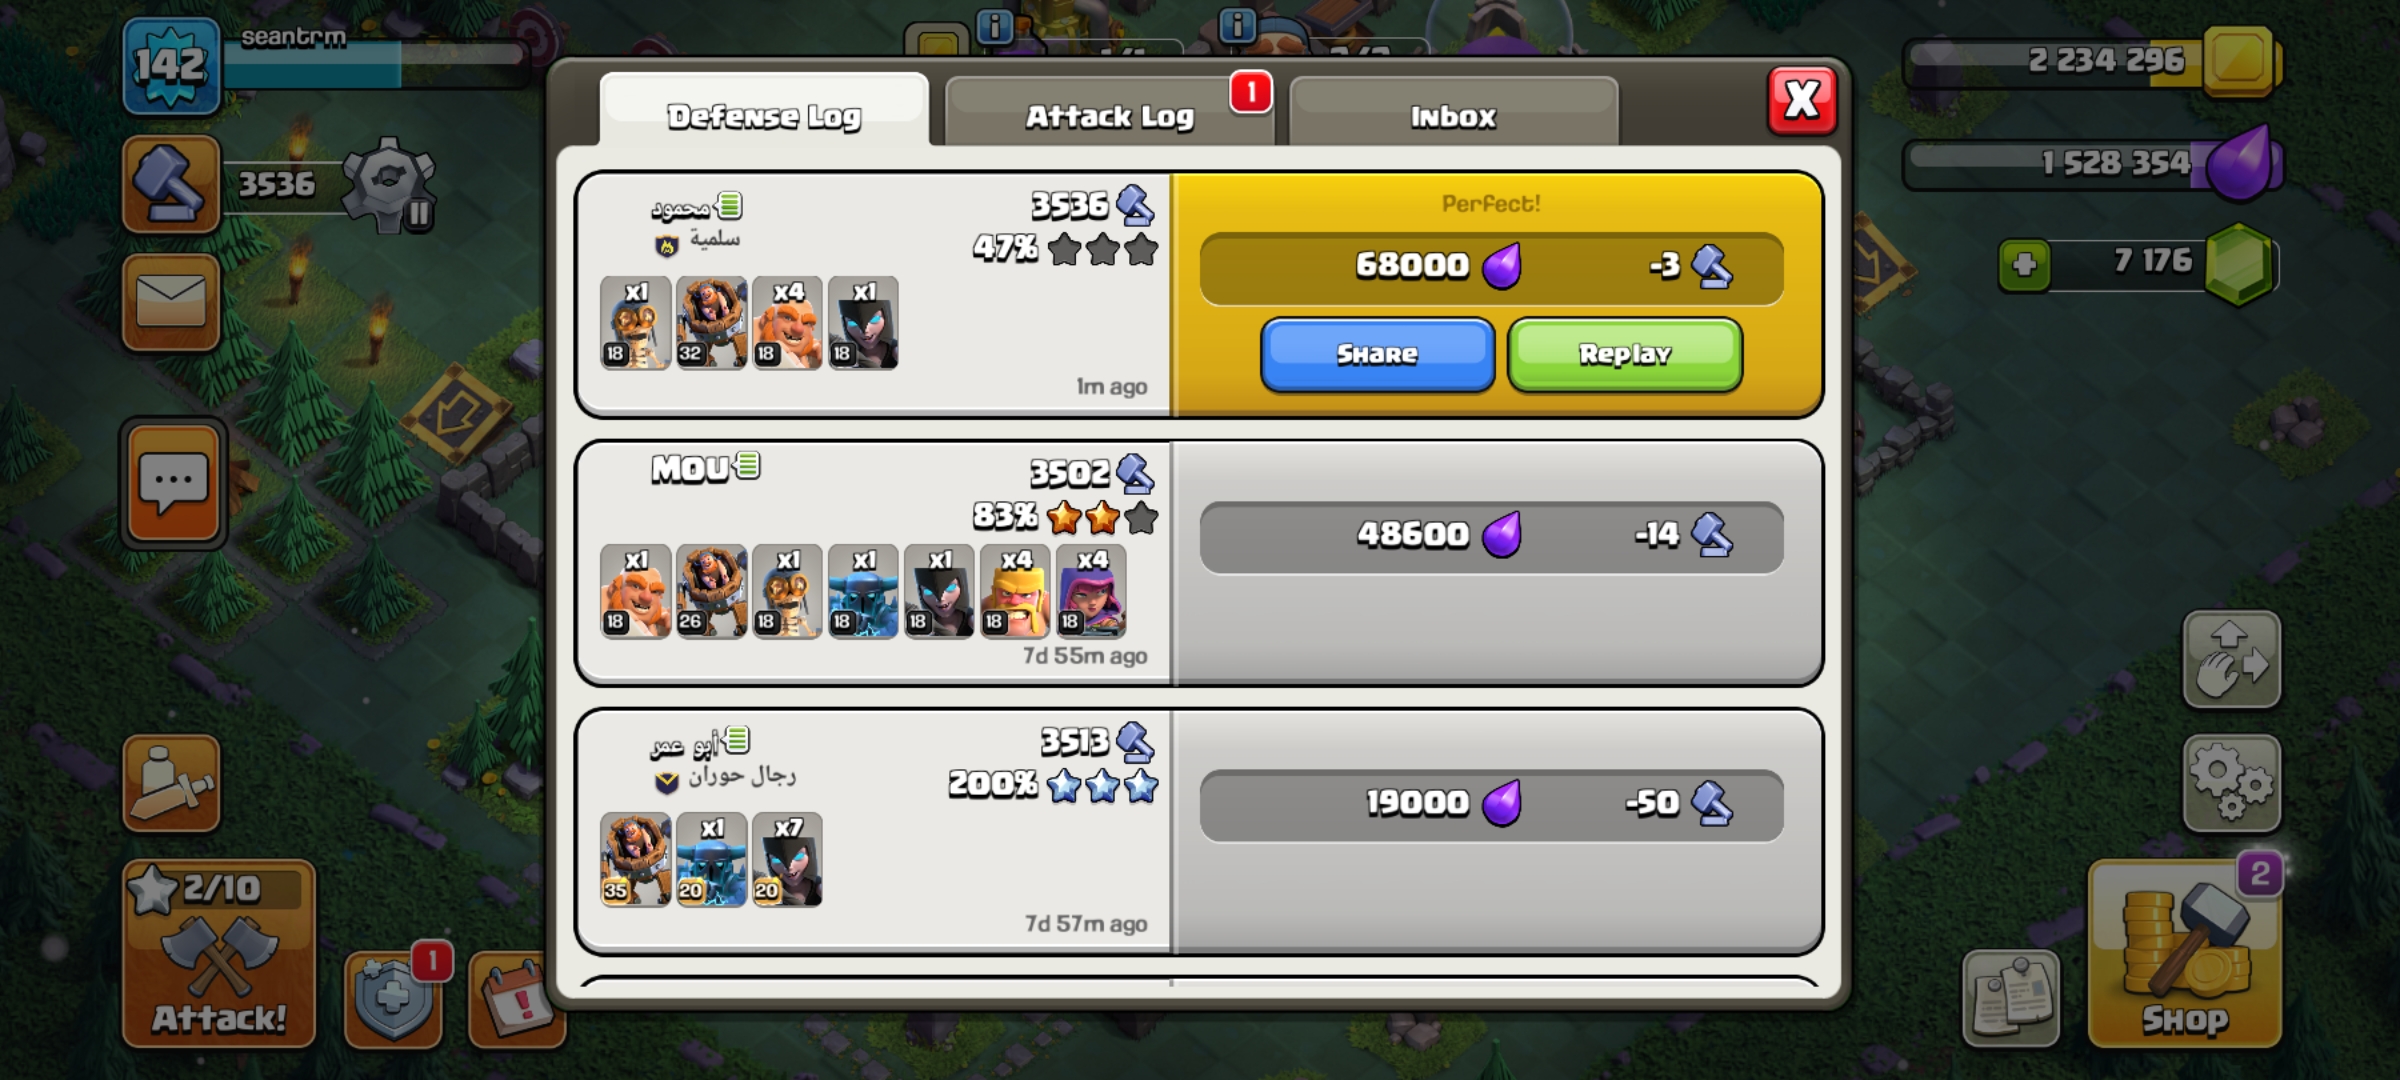 142
seantrm
3536
2 234 296
1 528 354
7 176
Defense Log
Attack Log
1
Inbox
X
محمود
سلمية
3536
47%
x1
x4
x1
18
32
18
18
1m ago
Perfect!
68000
-3
Share
Replay
Mou
3502
83%
x1
x1
x1
x1
x4
x4
18
26
18
18
18
18
18
7d 55m ago
48600
-14
أبو عمر
رجال حوران
3513
200%
x1
x7
35
20
20
7d 57m ago
19000
-50
2/10
Attack!
1
2
Shop